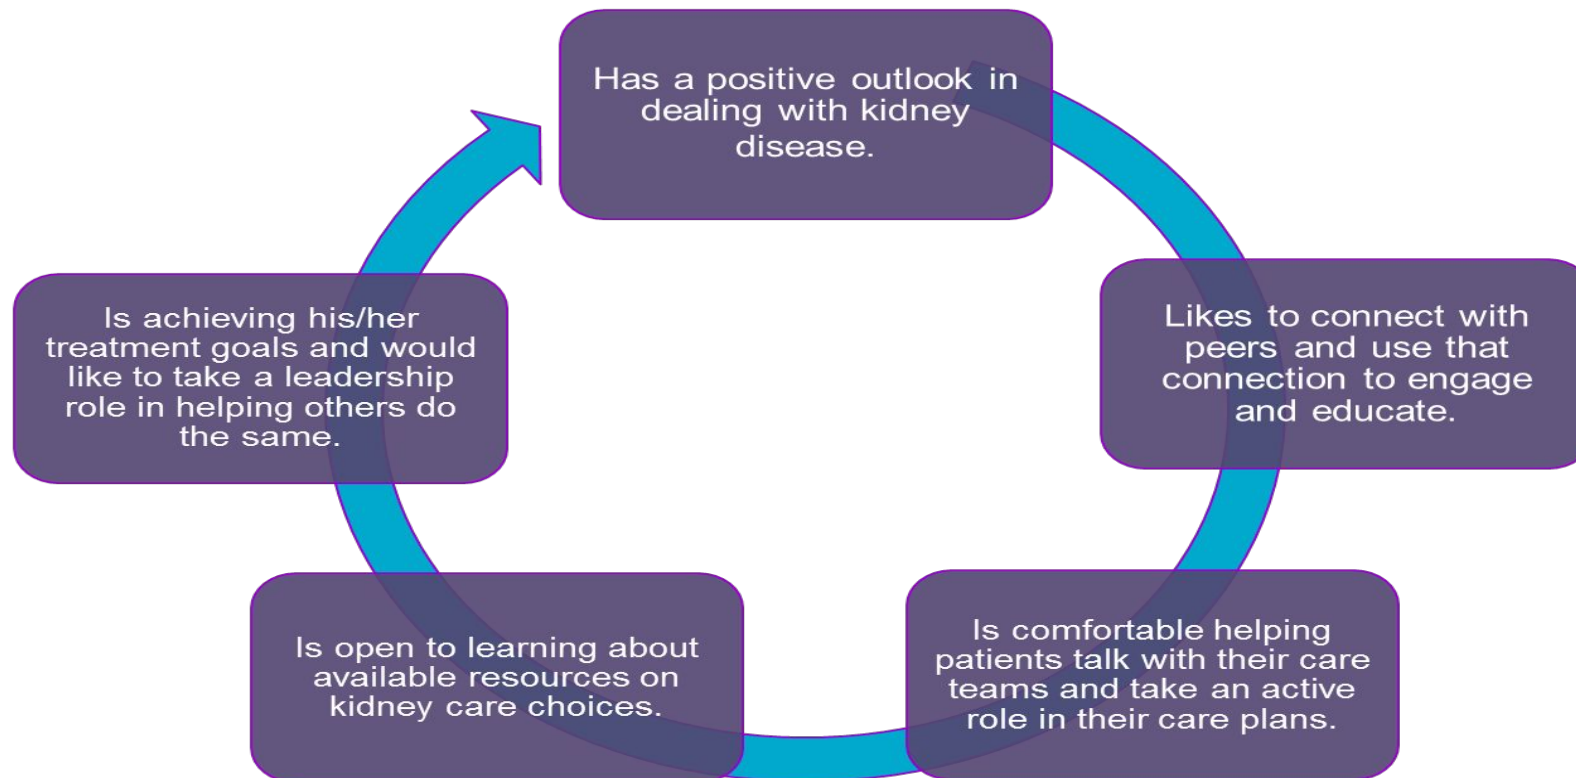 Has a positive outlook in
dealing with kidney
disease.
Likes to connect with
peers and use that
connection to engage
and educate.
Is comfortable helping
patients talk with their care
teams and take an active
role in their care plans.
Is open to learning about
available resources on
kidney care choices.
Is achieving his/her
treatment goals and would
like to take a leadership
role in helping others do
the same.